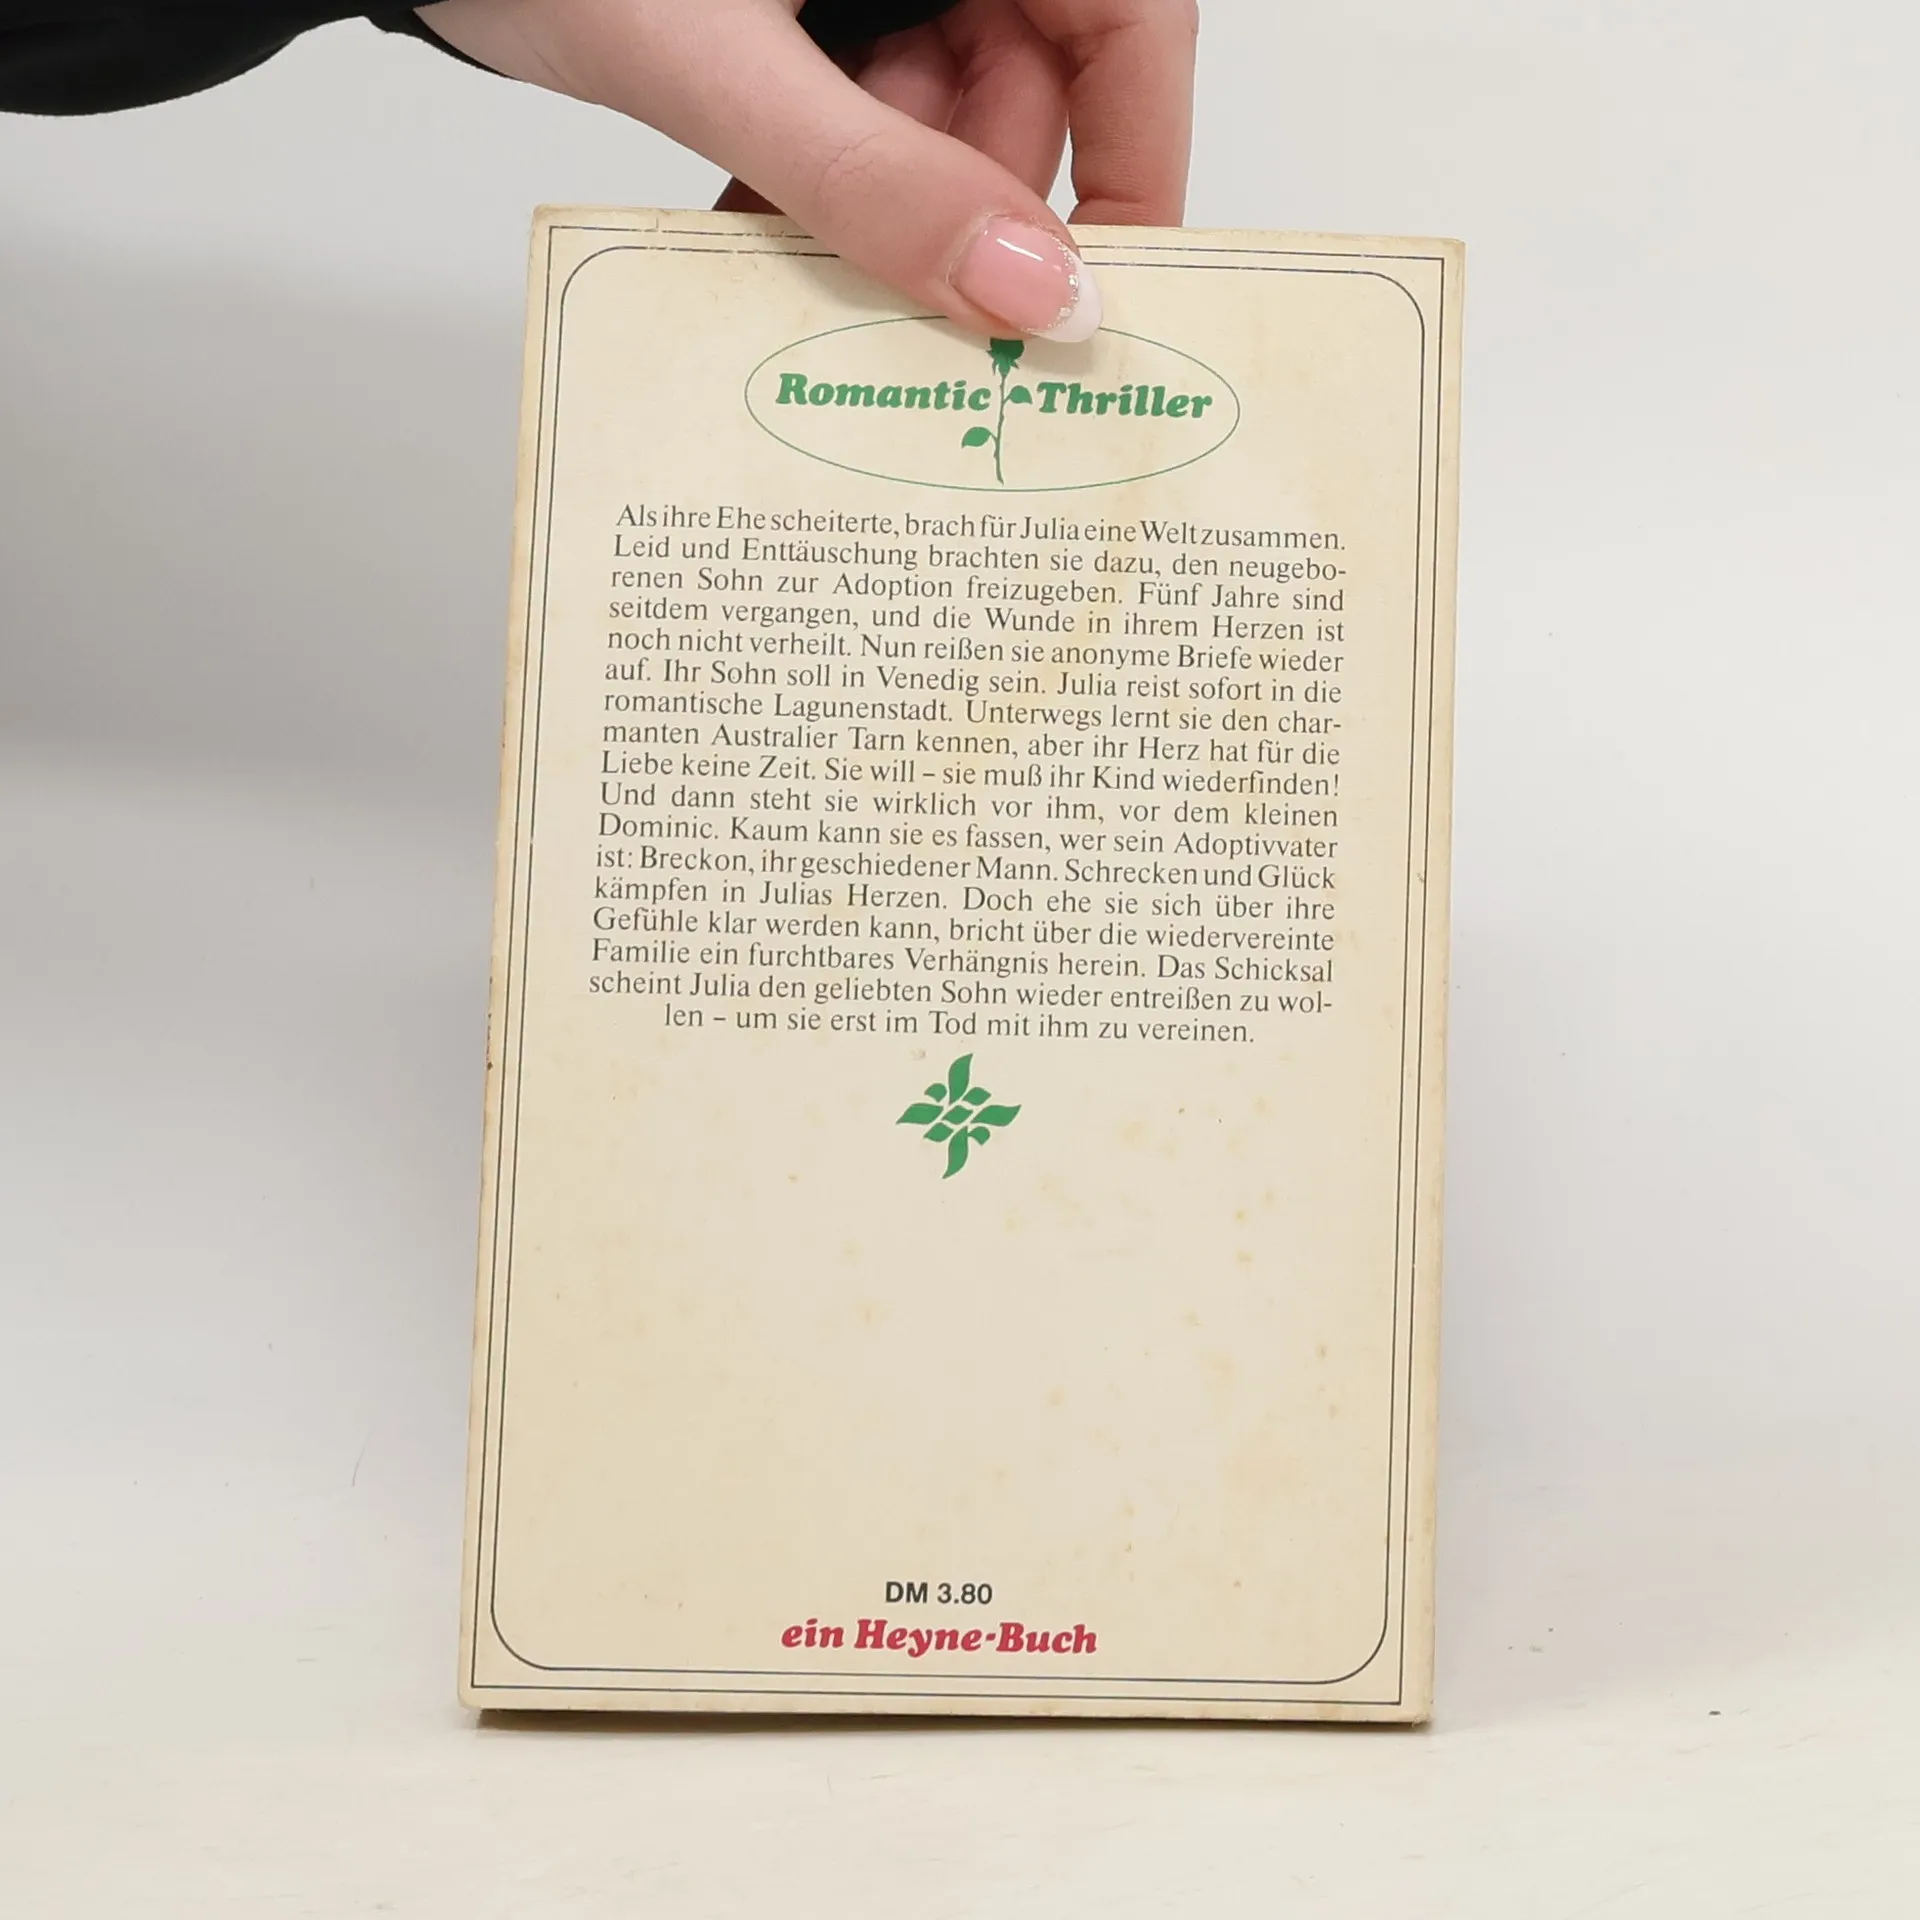 Romantic Thriller
Als ihre Ehe scheiterte, brach für Julia eine Welt zusammen.
Leid und Enttäuschung brachten sie dazu, den neugebo-
renen Sohn zur Adoption freizugeben. Fünf Jahre sind
seitdem vergangen, und die Wunde in ihrem Herzen ist
noch nicht verheilt. Nun reißen sie anonyme Briefe wieder
auf. Ihr Sohn soll in Venedig sein. Julia reist sofort in die
romantische Lagunenstadt. Unterwegs lernt sie den char-
manten Australier Tarn kennen, aber ihr Herz hat für die
Liebe keine Zeit. Sie will – sie muß ihr Kind wiederfinden!
Und dann steht sie wirklich vor ihm, vor dem kleinen
Dominic. Kaum kann sie es fassen, wer sein Adoptivvater
ist: Breckon, ihr geschiedener Mann. Schrecken und Glück
kämpfen in Julias Herzen. Doch ehe sie sich über ihre
Gefühle klar werden kann, bricht über die wiedervereinte
Familie ein furchtbares Verhängnis herein. Das Schicksal
scheint Julia den geliebten Sohn wieder entreißen zu wol-
len – um sie erst im Tod mit ihm zu vereinen.
DM 3.80
ein Heyne-Buch